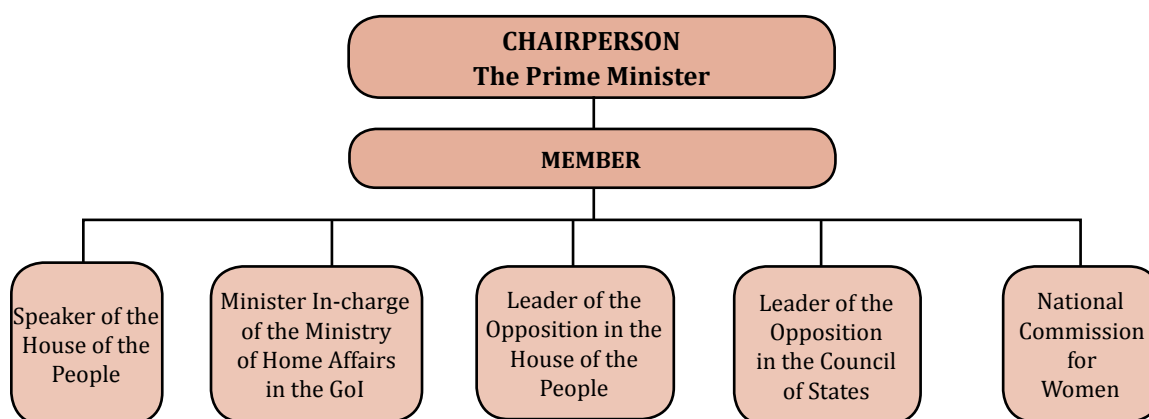 CHAIRPERSON
The Prime Minister
MEMBER
Speaker of the
House of the
People
Minister In-charge
of the Ministry
of Home Affairs
in the GoI
Leader of the
Opposition in the
House of the
People
Leader of the
Opposition
in the Council
of States
National
Commission
for
Women